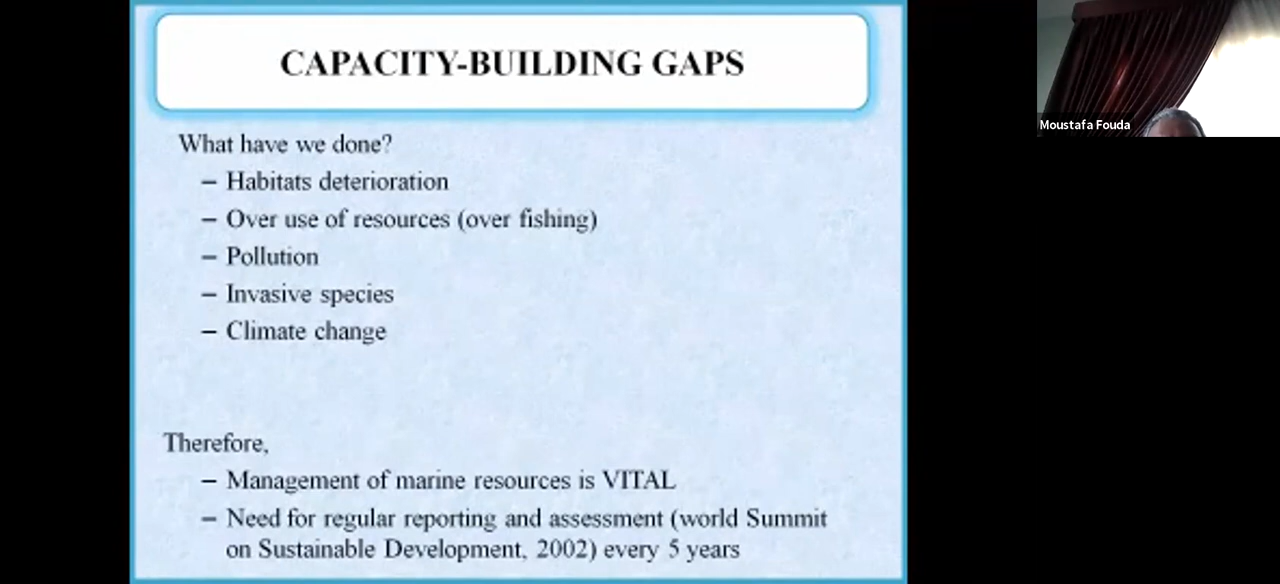 CAPACITY-BUILDING GAPS
What have we done?
– Habitats deterioration
– Over use of resources (over fishing)
– Pollution
– Invasive species
– Climate change
Therefore,
– Management of marine resources is VITAL
– Need for regular reporting and assessment (world Summit
on Sustainable Development, 2002) every 5 years
Moustafa Fouda